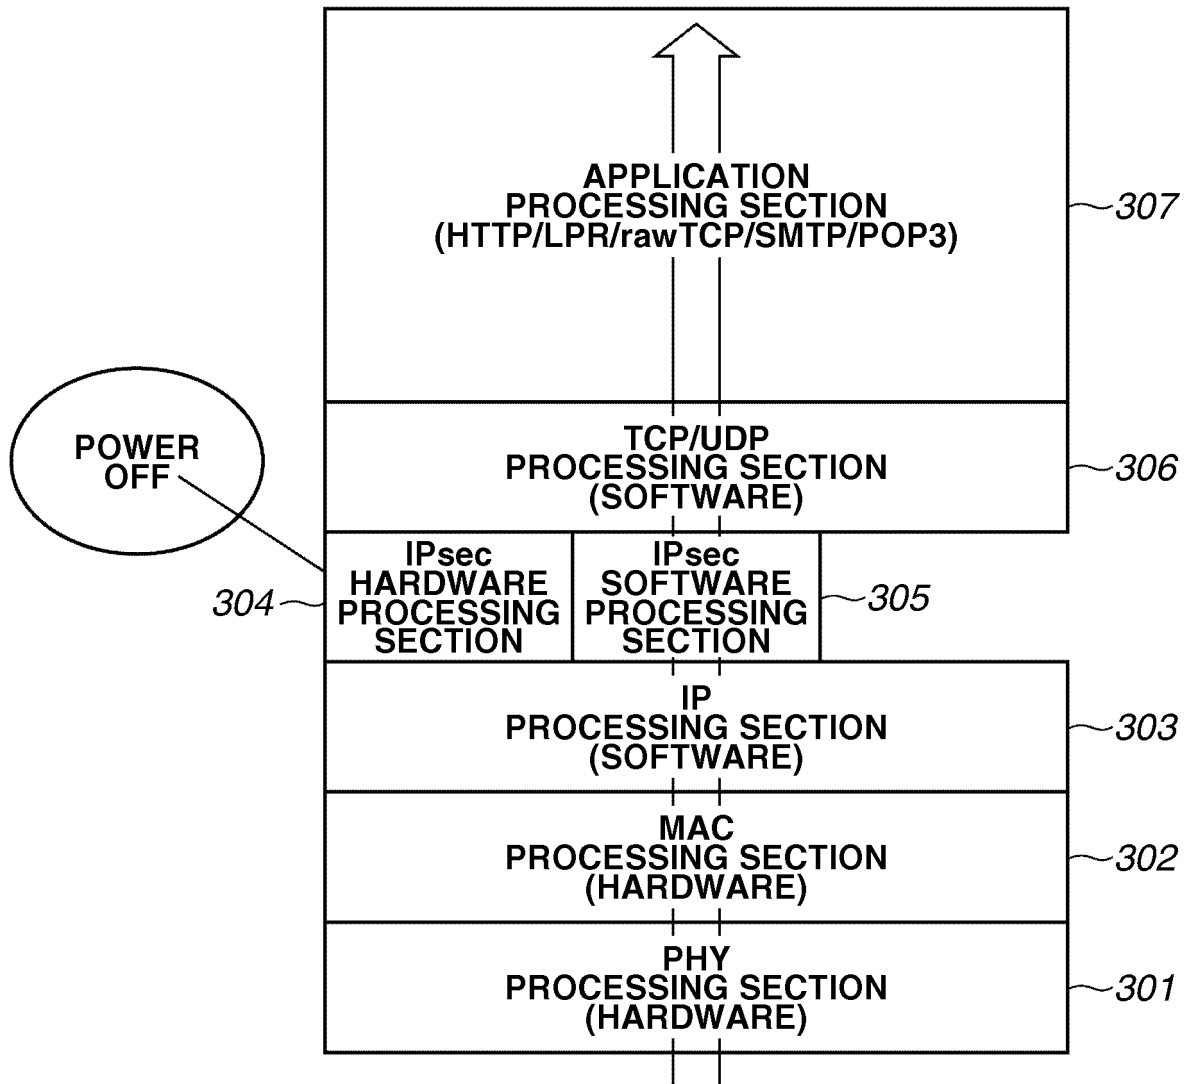 APPLICATION
PROCESSING SECTION
(HTTP/LPR/rawTCP/SMTP/POP3)
307
POWER
OFF
TCP/UDP
PROCESSING SECTION
(SOFTWARE)
306
304
IPsec
HARDWARE
PROCESSING
SECTION
IPsec
SOFTWARE
PROCESSING
SECTION
305
IP
PROCESSING SECTION
(SOFTWARE)
303
MAC
PROCESSING SECTION
(HARDWARE)
302
PHY
PROCESSING SECTION
(HARDWARE)
301